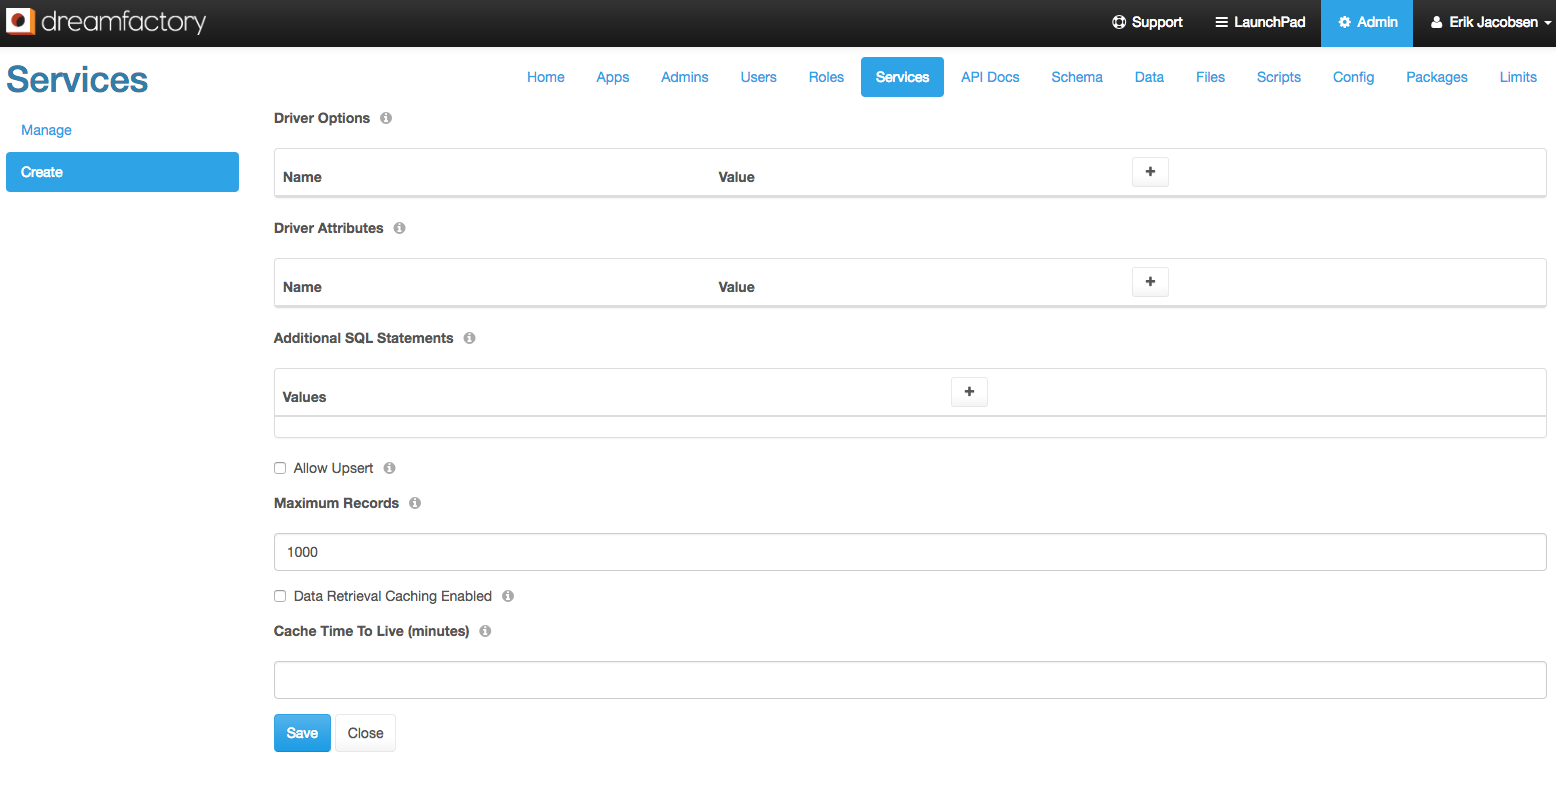 dreamfactory Support LaunchPad Admin Erik Jacobsen
Services Home Apps Admins Users Roles Services API Docs Schema Data Files Scripts Config Packages Limits
Manage
Create
Driver Options
Name Value +
Driver Attributes
Name Value +
Additional SQL Statements
Values +
Allow Upsert
Maximum Records
1000
Data Retrieval Caching Enabled
Cache Time To Live (minutes)
Save Close